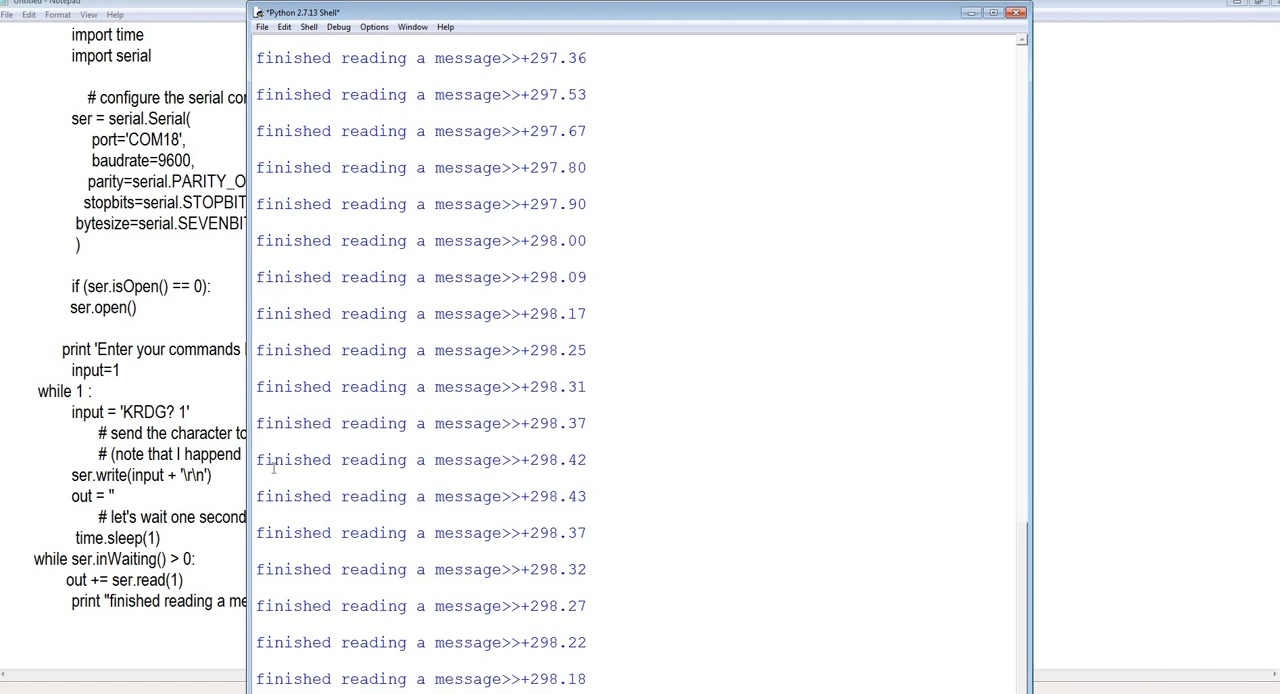 Untitled - Notepad
File Edit Format View Help
import time
import serial
# configure the serial
ser = serial.Serial(
port='COM18',
baudrate=9600,
parity=serial.PARITY_O
stopbits=serial.STOPBIT
bytesize=serial.SEVENBIT
)
if (ser.isOpen() == 0):
ser.open()
print 'Enter your commands
input=1
while 1 :
input = 'KRDG? 1'
# send the character to
# (note that I happend
ser.write(input + '\r\n')
out = ''
# let's wait one second
time.sleep(1)
while ser.inWaiting() > 0:
out += ser.read(1)
print "finished reading a me
*Python 2.7.13 Shell*
File Edit Shell Debug Options Window Help
finished reading a message>>+297.36
finished reading a message>>+297.53
finished reading a message>>+297.67
finished reading a message>>+297.80
finished reading a message>>+297.90
finished reading a message>>+298.00
finished reading a message>>+298.09
finished reading a message>>+298.17
finished reading a message>>+298.25
finished reading a message>>+298.31
finished reading a message>>+298.37
finished reading a message>>+298.42
finished reading a message>>+298.43
finished reading a message>>+298.37
finished reading a message>>+298.32
finished reading a message>>+298.27
finished reading a message>>+298.22
finished reading a message>>+298.18